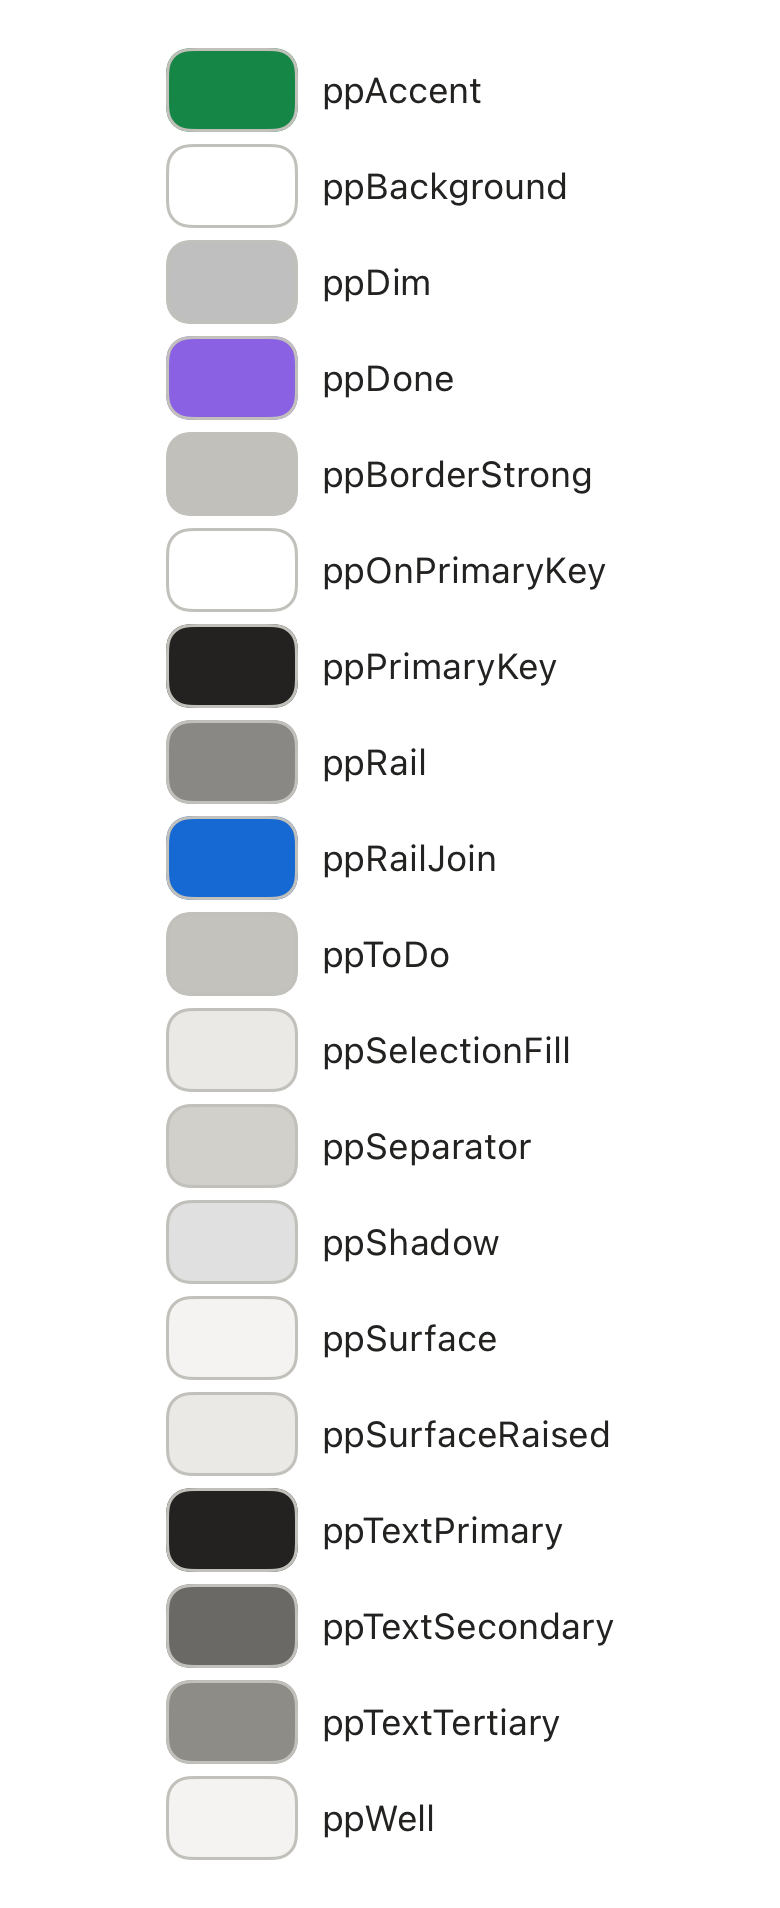 ppAccent
ppBackground
ppDim
ppDone
ppBorderStrong
ppOnPrimaryKey
ppPrimaryKey
ppRail
ppRailJoin
ppToDo
ppSelectionFill
ppSeparator
ppShadow
ppSurface
ppSurfaceRaised
ppTextPrimary
ppTextSecondary
ppTextTertiary
ppWell